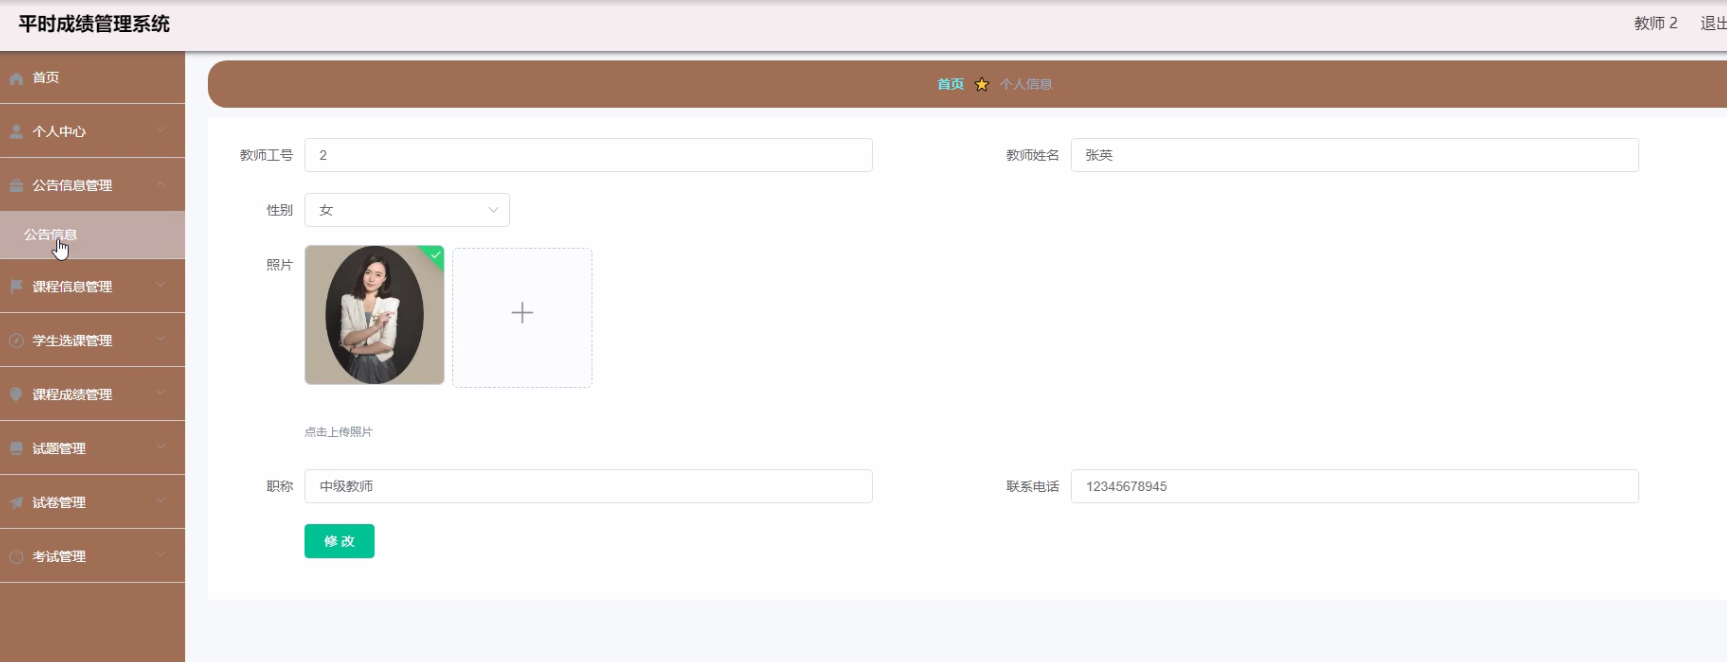 平时成绩管理系统
教师 2 退出
首页
个人中心
公告信息管理
公告信息
课程信息管理
学生选课管理
课程成绩管理
试题管理
试卷管理
考试管理
首页 个人信息
教师工号 2 教师姓名 张英
性别 女
照片
点击上传照片
职称 中级教师 联系电话 12345678945
修改